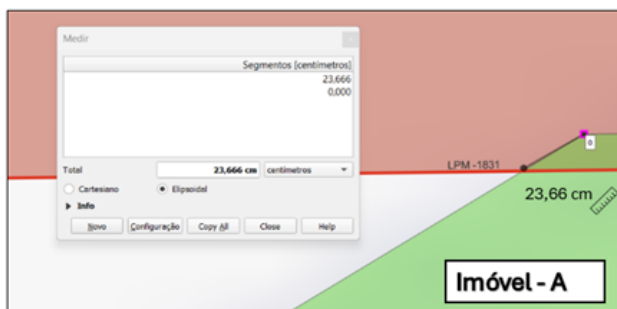 Medir
Segmentos [centímetros]
23,666
0,000
Total
23,666 cm
centímetros
Cartesiano
Elipsoidal
Info
Novo
Configuração
Copy All
Close
Help
LPM -1831
0
23,66 cm
Imóvel - A